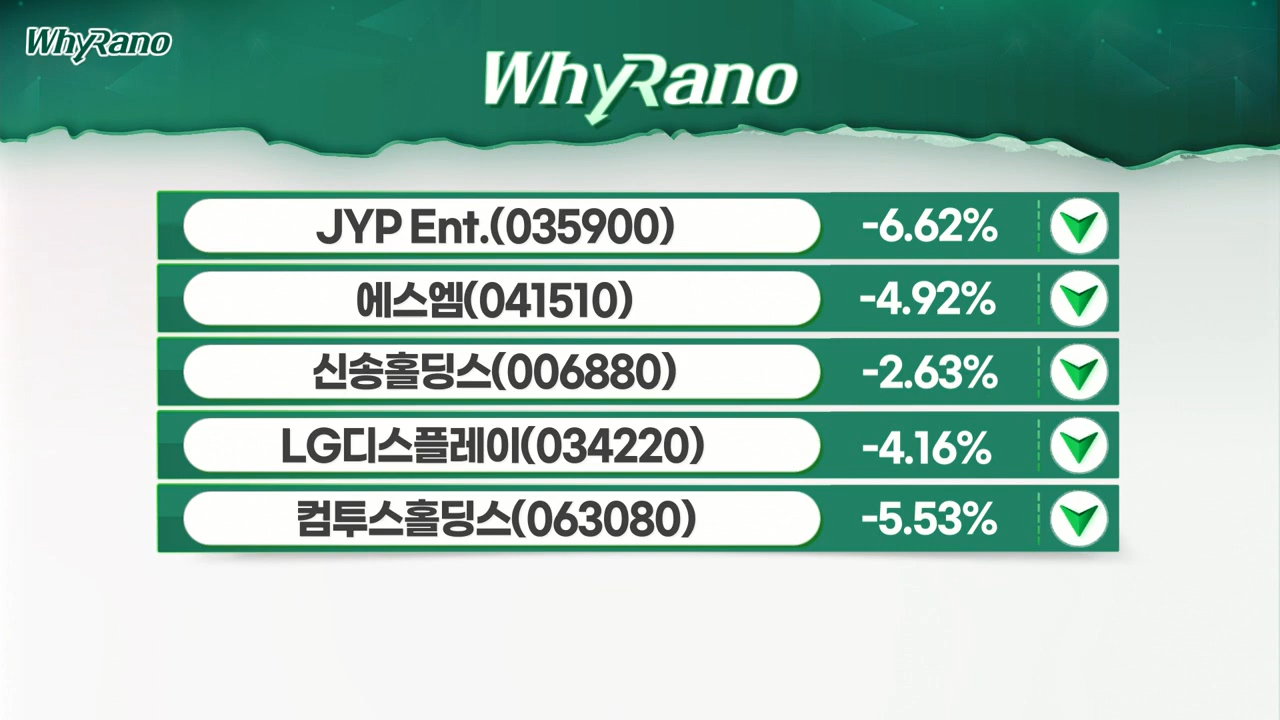 WhyRano
WhyRano
JYP Ent.(035900) -6.62%
에스엠(041510) -4.92%
신송홀딩스(006880) -2.63%
LG디스플레이(034220) -4.16%
컴투스홀딩스(063080) -5.53%